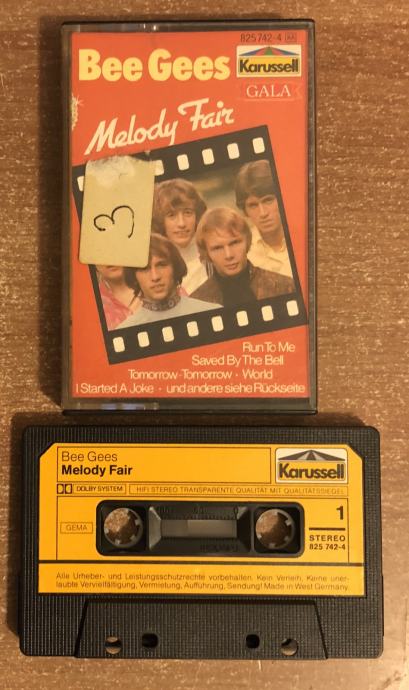 825 742-4
Bee Gees
Karussell
GALA
Melody Fair
3
Run To Me
Saved By The Bell
Tomorrow-Tomorrow • World
I Started A Joke • und andere siehe Rückseite
Bee Gees
Melody Fair
Karussell
DOLBY SYSTEM
HIFI STEREO TRANSPARENTE QUALITÄT MIT QUALITÄTSSIEGEL
1
GEMA
STEREO
825 742-4
Alle Urheber- und Leistungsschutzrechte vorbehalten. Kein Verleih, Keine uner-
laubte Vervielfältigung, Vermietung, Aufführung, Sendung! Made in West Germany.